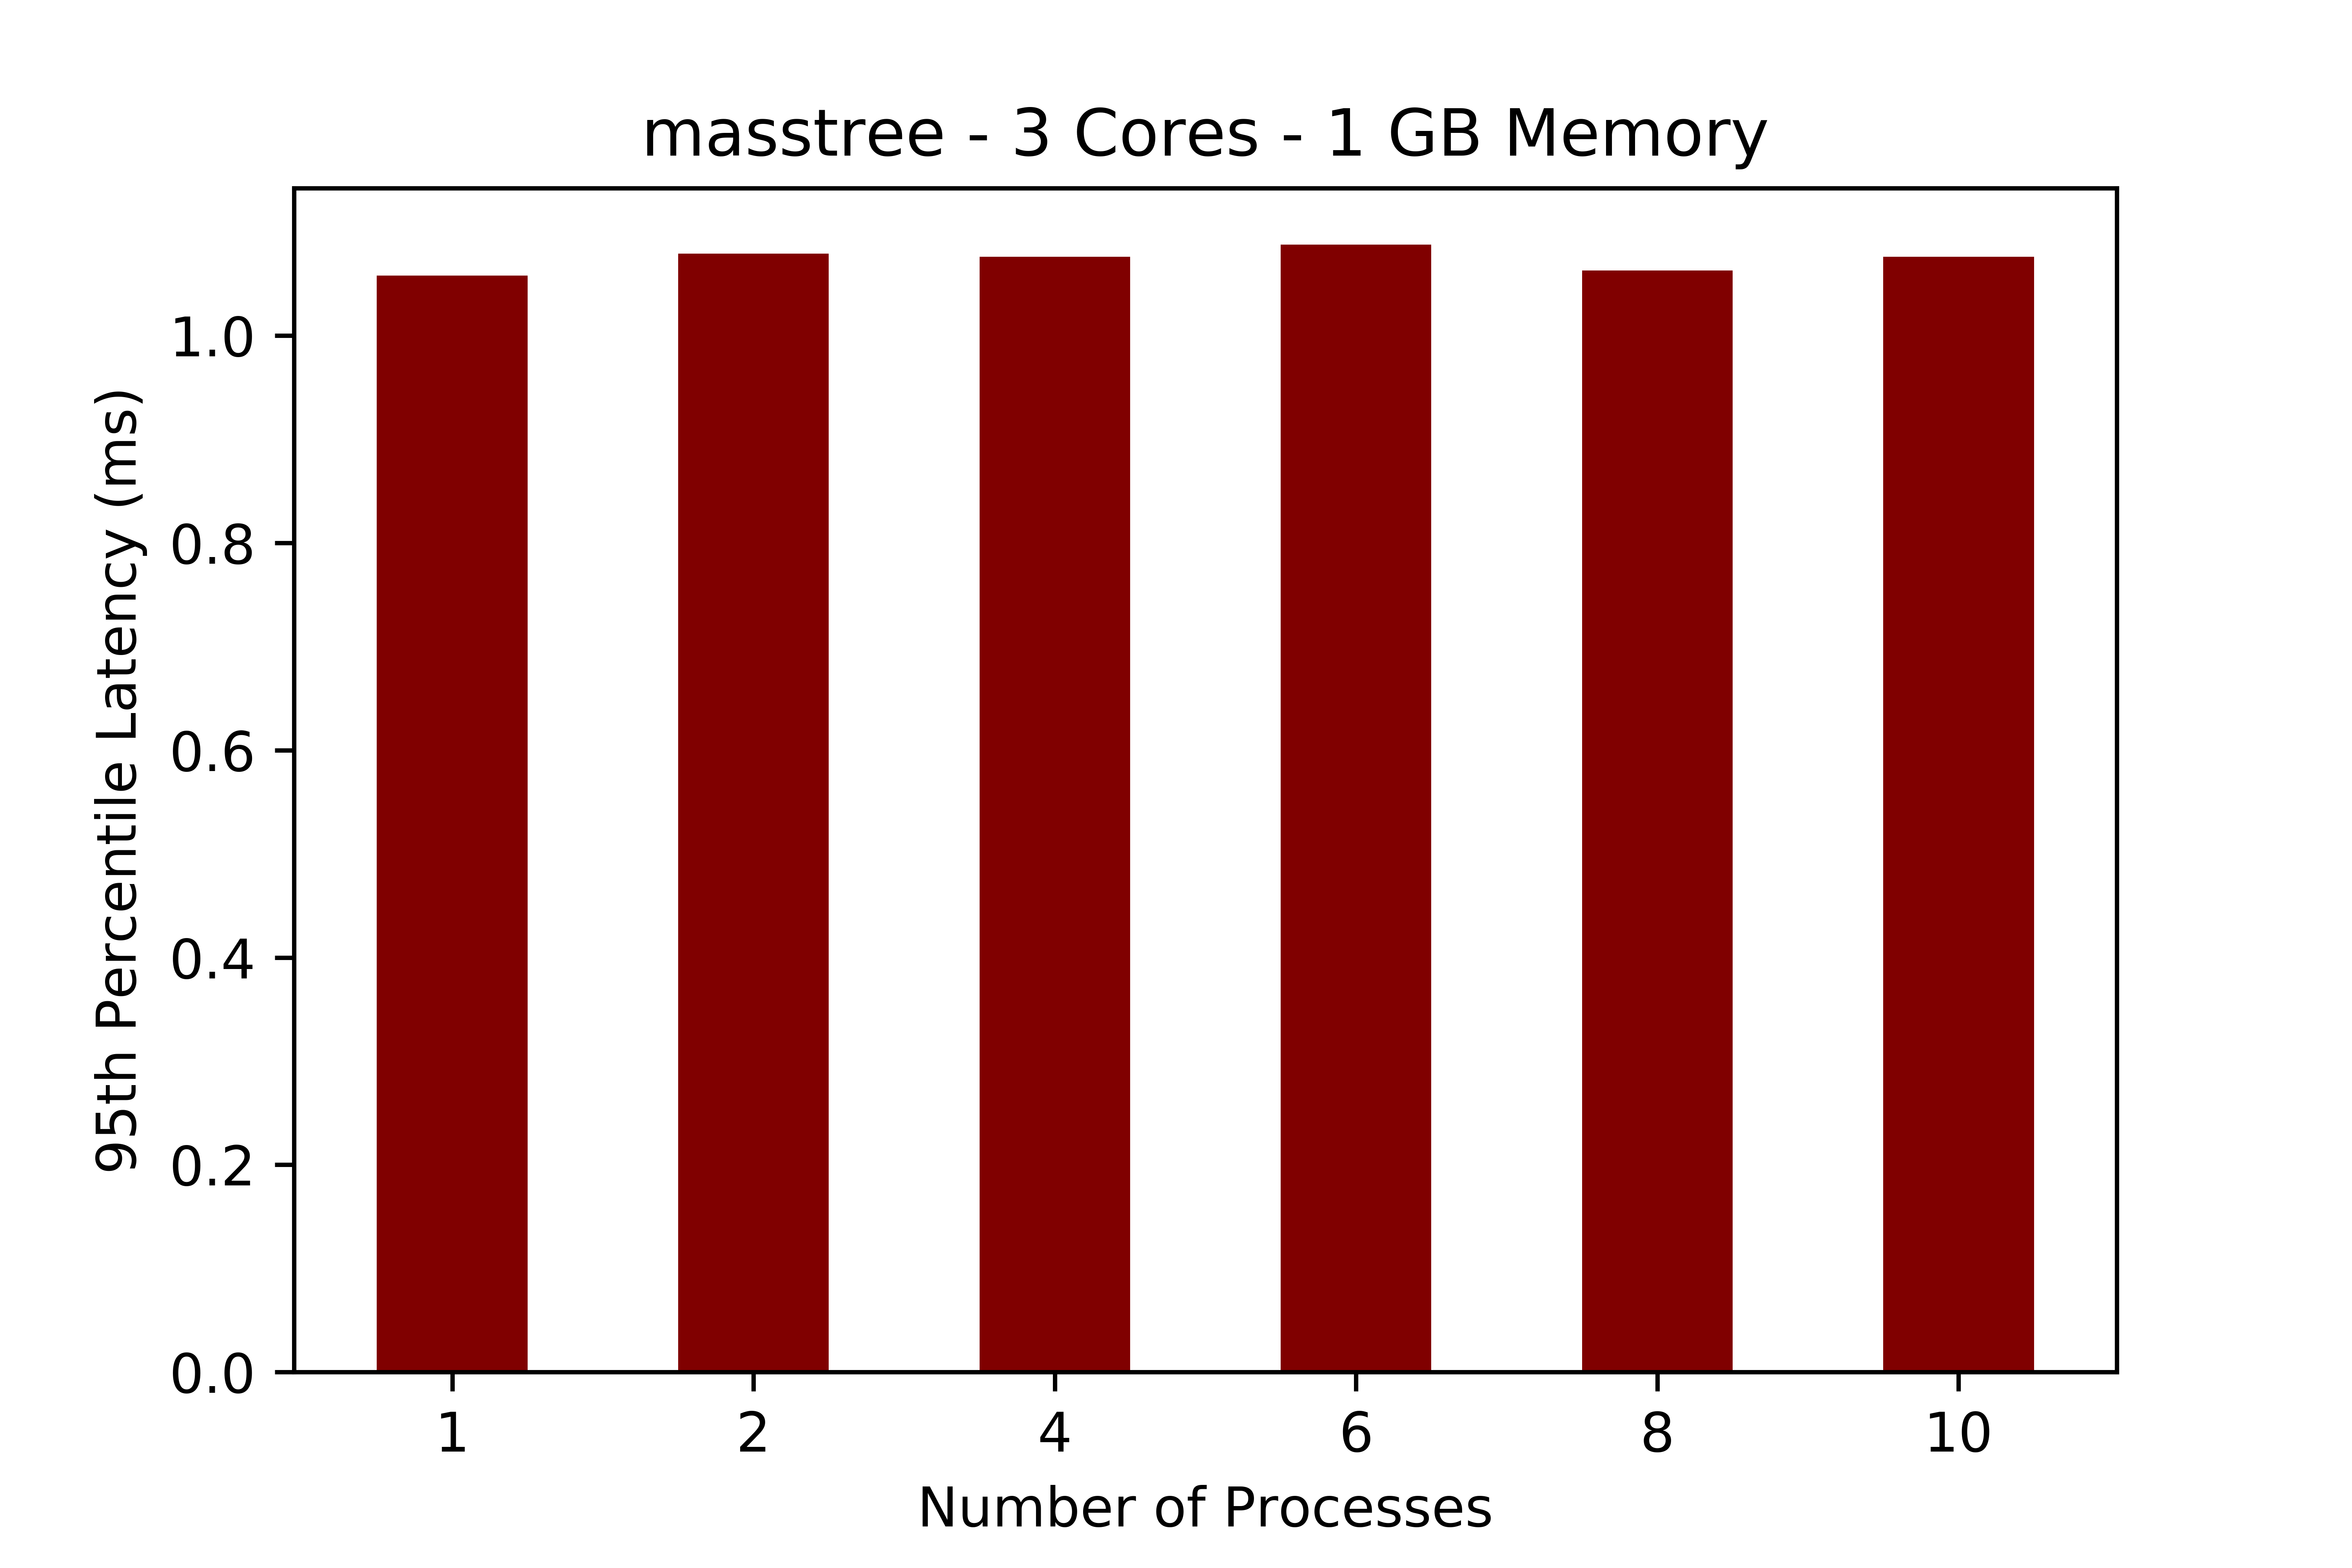 masstree - 3 Cores - 1 GB Memory
95th Percentile Latency (ms)
1.0
0.8
0.6
0.4
0.2
0.0
1 2 4 6 8 10
Number of Processes